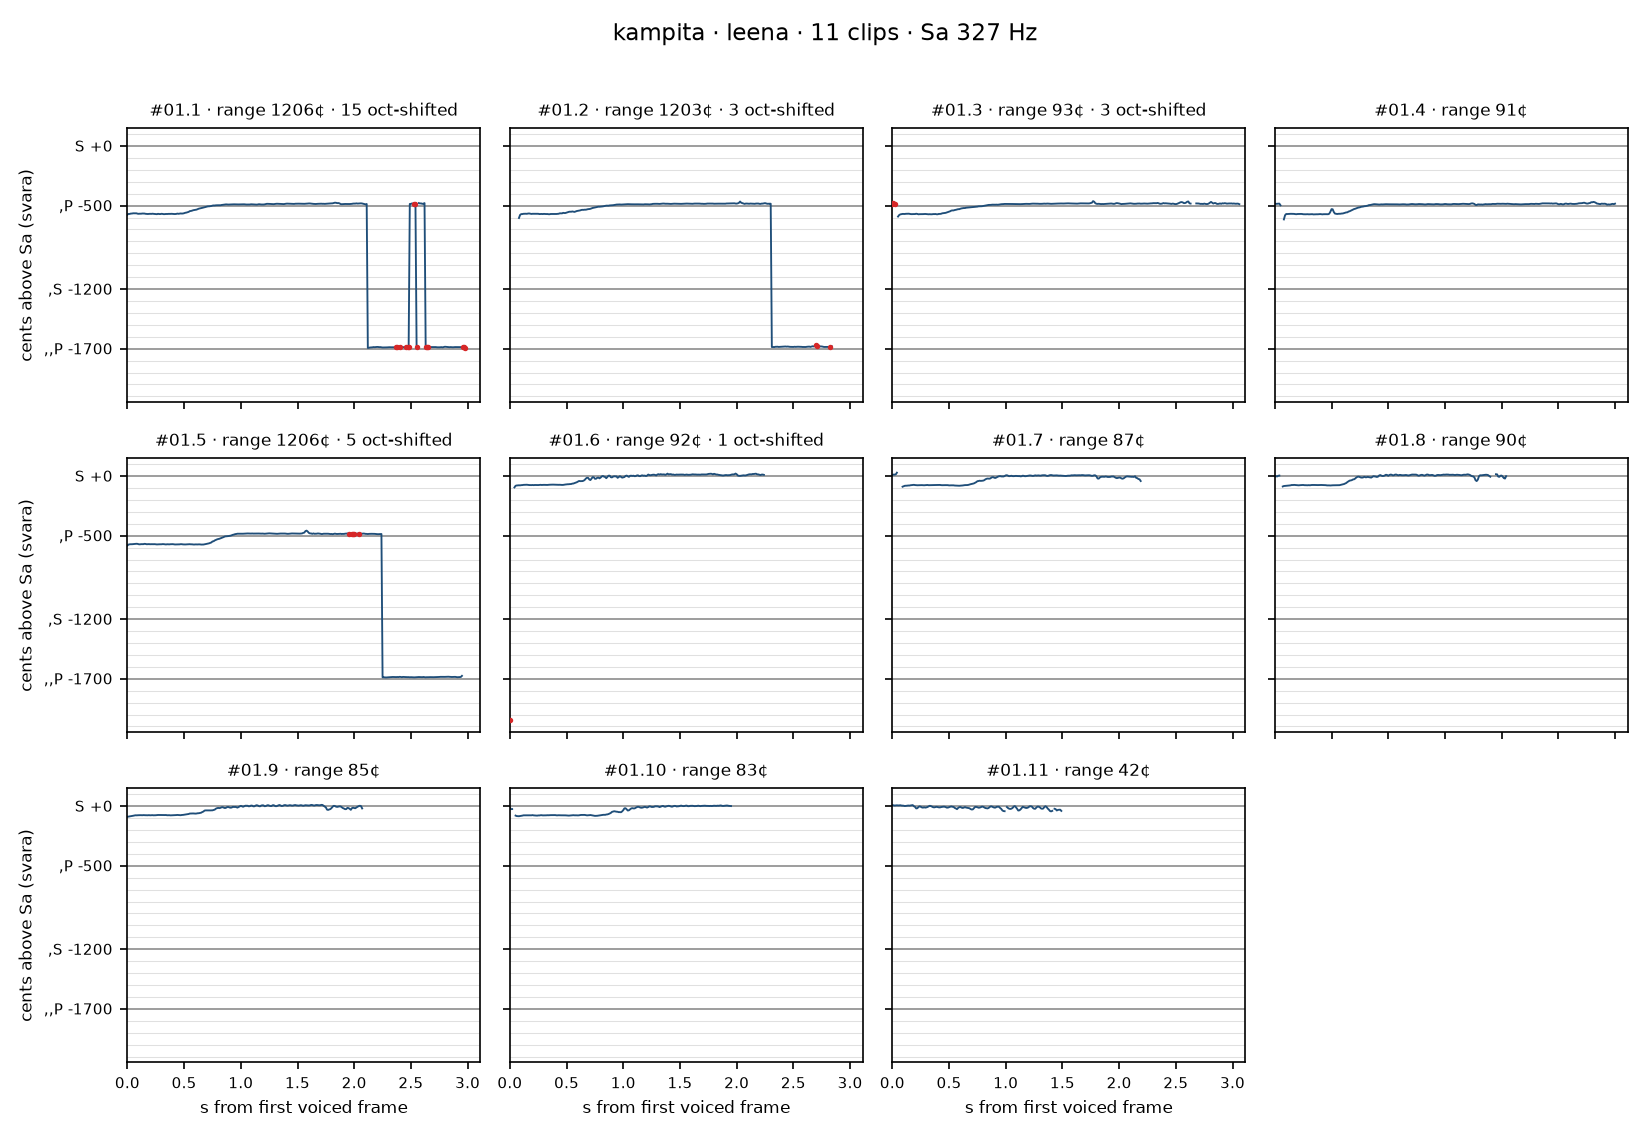 kampita · leena · 11 clips · Sa 327 Hz
#01.1 · range 1206¢ · 15 oct-shifted
#01.2 · range 1203¢ · 3 oct-shifted
#01.3 · range 93¢ · 3 oct-shifted
#01.4 · range 91¢
cents above Sa (svara)
S +0
,P -500
,S -1200
,,P -1700
#01.5 · range 1206¢ · 5 oct-shifted
#01.6 · range 92¢ · 1 oct-shifted
#01.7 · range 87¢
#01.8 · range 90¢
cents above Sa (svara)
S +0
,P -500
,S -1200
,,P -1700
#01.9 · range 85¢
#01.10 · range 83¢
#01.11 · range 42¢
cents above Sa (svara)
S +0
,P -500
,S -1200
,,P -1700
0.0 0.5 1.0 1.5 2.0 2.5 3.0
0.0 0.5 1.0 1.5 2.0 2.5 3.0
0.0 0.5 1.0 1.5 2.0 2.5 3.0
s from first voiced frame
s from first voiced frame
s from first voiced frame